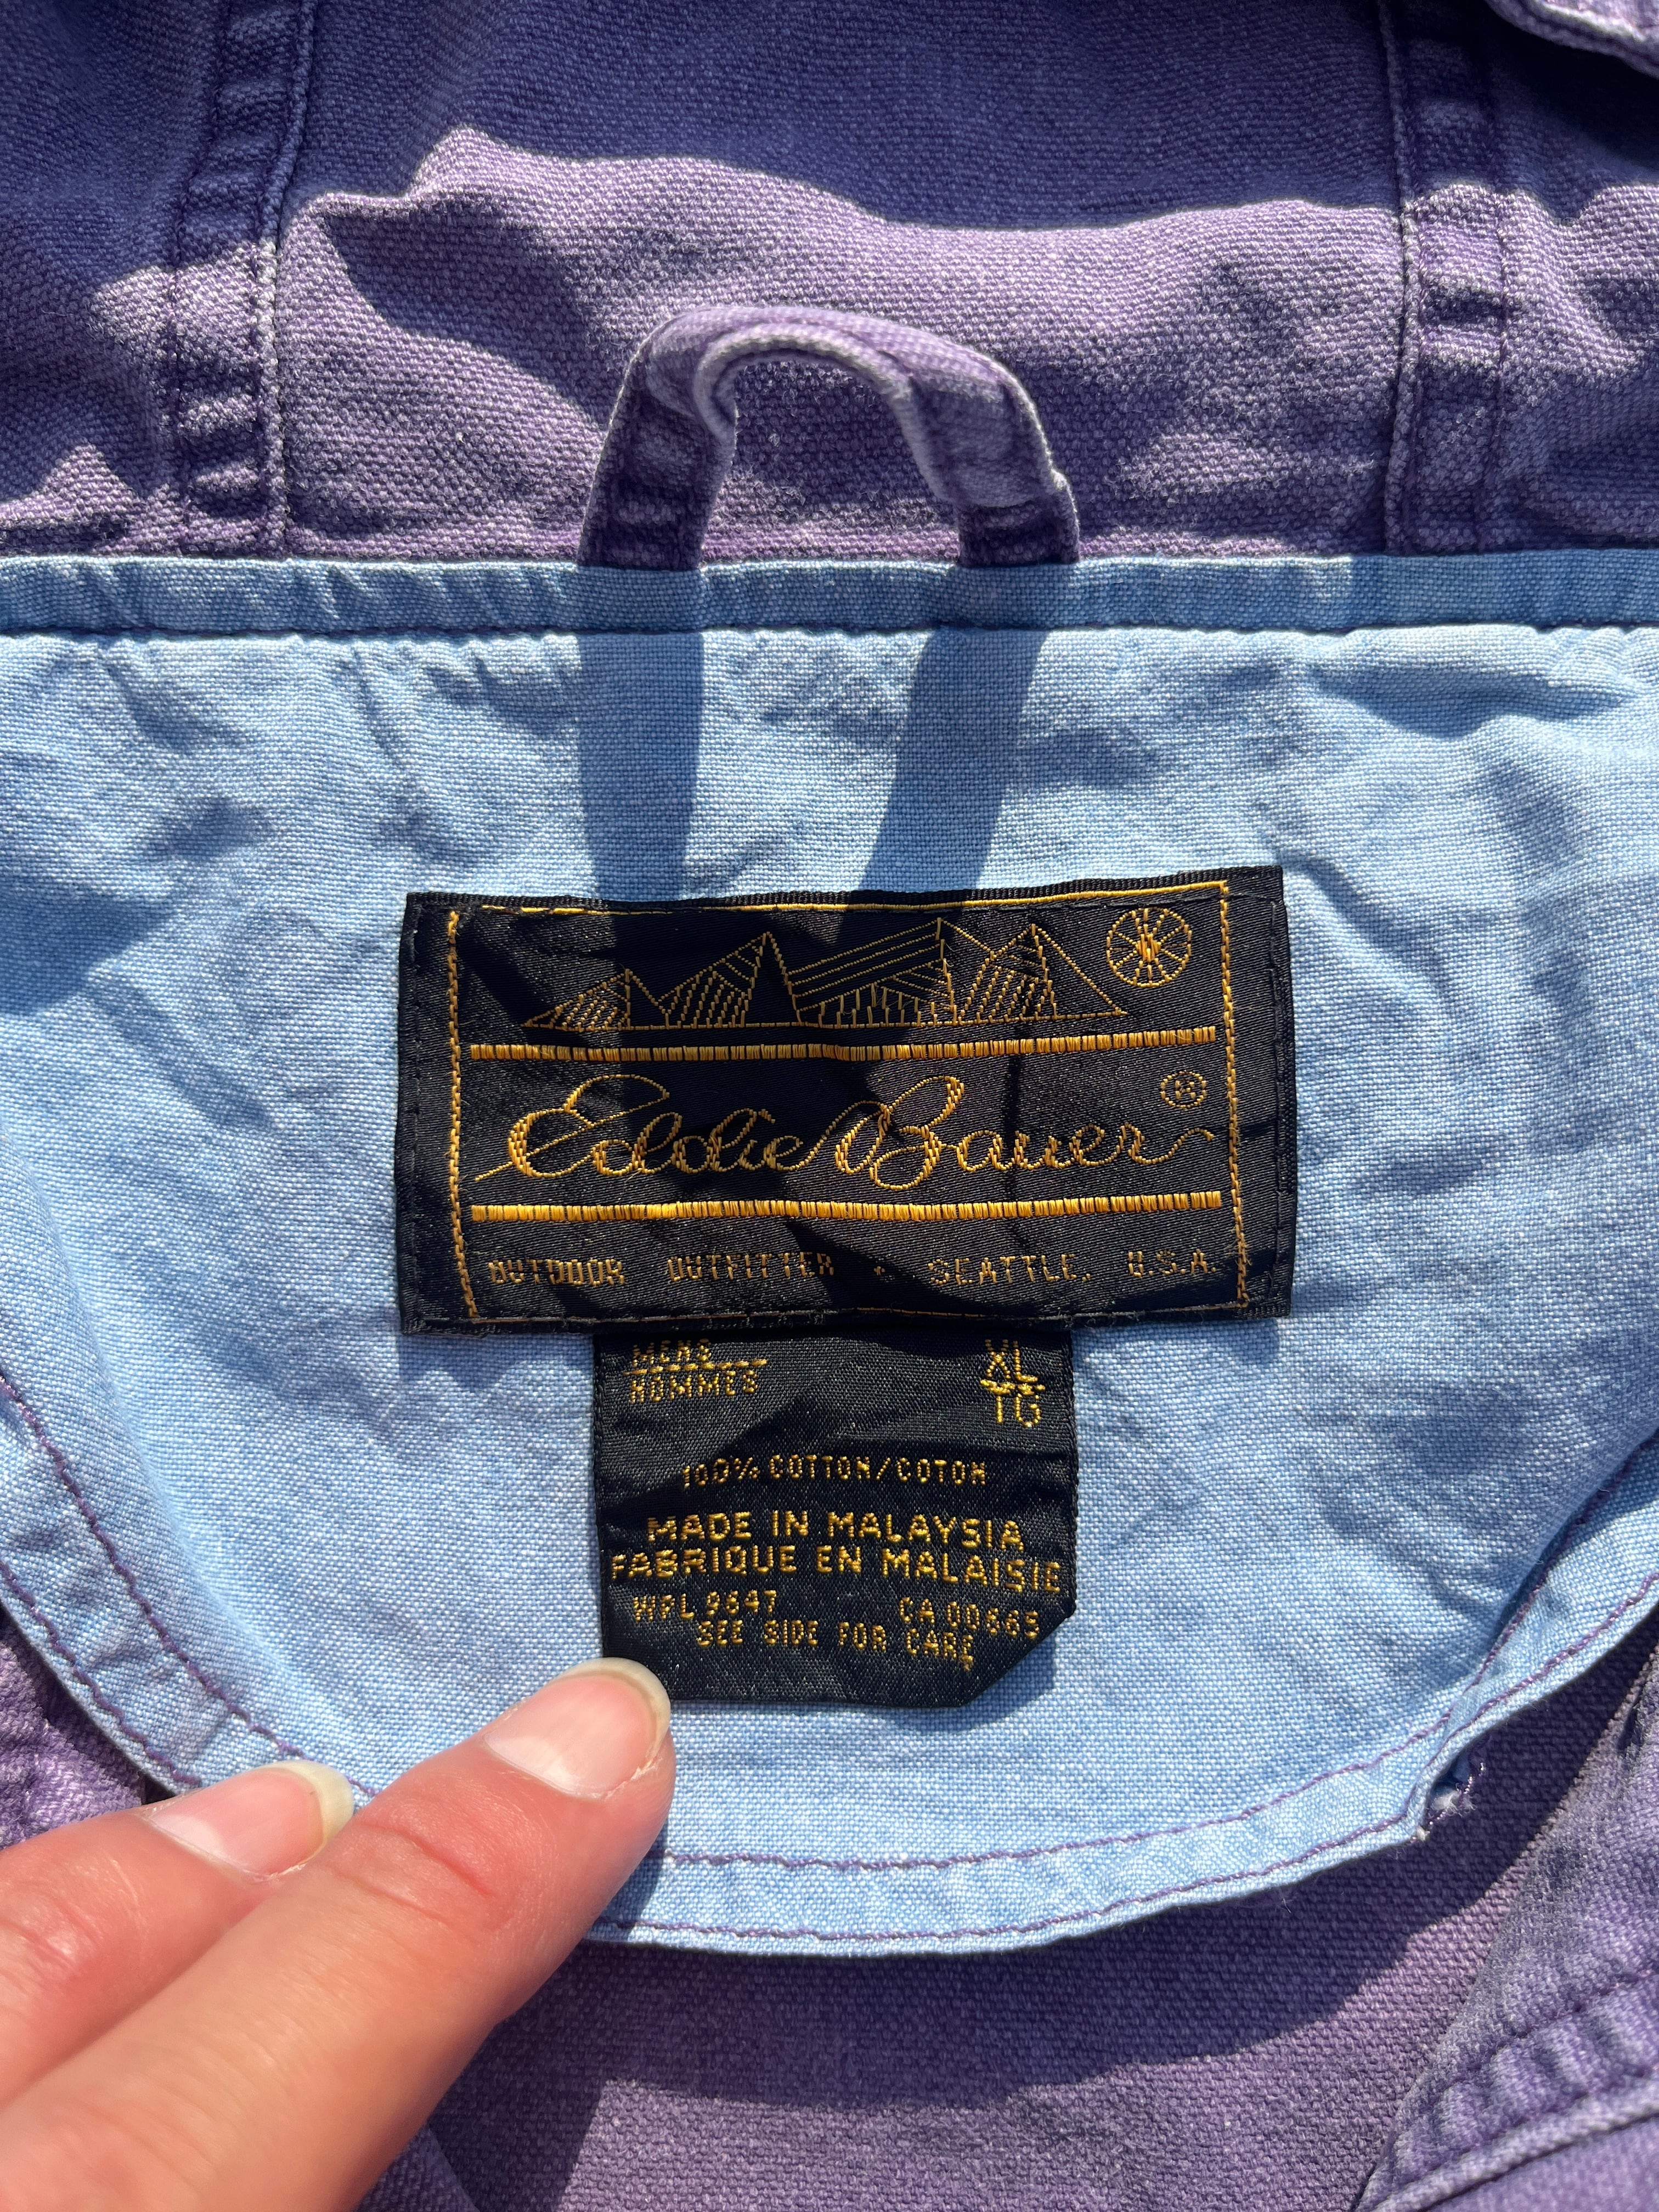 Eddie Bauer ®
OUTDOOR OUTFITTER • SEATTLE, U.S.A.
MENS XL
HOMMES TG
100% COTTON/COTON
MADE IN MALAYSIA
FABRIQUE EN MALAISIE
WPL 9847 CA 00665
SEE SIDE FOR CARE